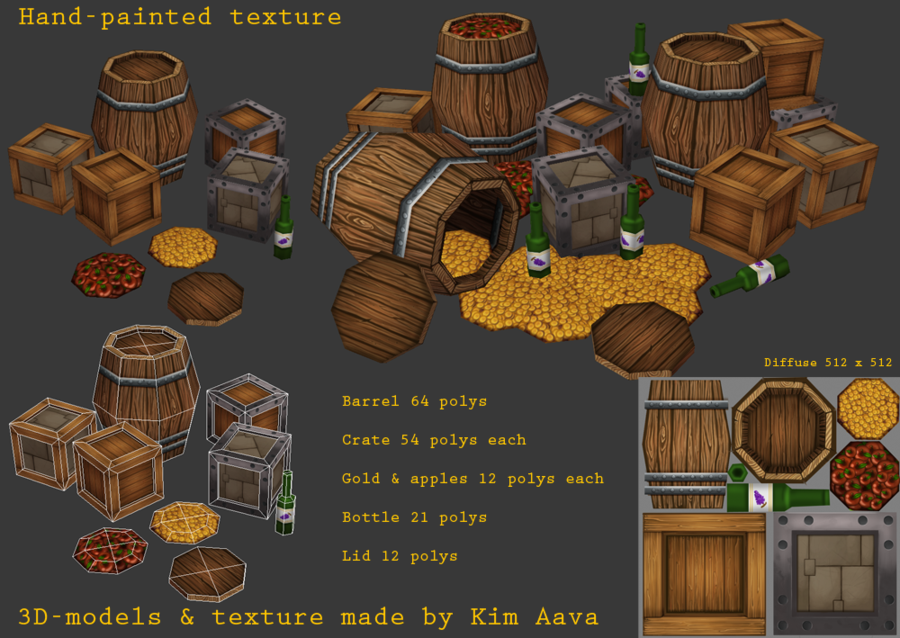 Hand-painted texture
Diffuse 512 x 512
Barrel 64 polys
Crate 54 polys each
Gold & apples 12 polys each
Bottle 21 polys
Lid 12 polys
3D-models & texture made by Kim Aava